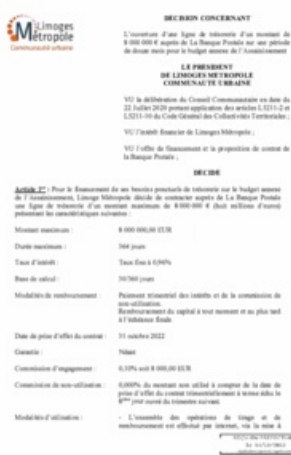 Limoges
Métropole
Communauté urbaine
DECISION CONCERNANT
L'ouverture d'une ligne de trésorerie d'un montant de
8 000 000 € auprès de La Banque Postale sur une période
de douze mois pour le budget annexe de l'Assainissement
LE PRESIDENT
DE LIMOGES METROPOLE
COMMUNAUTE URBAINE
VU la délibération du Conseil Communautaire en date du
22 Juillet 2020 portant application des articles L5211-2 et
L5211-10 du Code Général des Collectivités Territoriales ;
VU l'intérêt financier de Limoges Métropole ;
VU l'offre de financement et la proposition de contrat de
la Banque Postale ;
DECIDE
Article 1er : Pour le financement de ses besoins ponctuels de trésorerie sur le budget annexe
de l'Assainissement, Limoges Métropole décide de contracter auprès de La Banque Postale
une ligne de trésorerie d'un montant maximum de 8 000 000 € (huit millions d'euros)
présentant les caractéristiques suivantes :
Montant maximum : 8 000 000,00 EUR
Durée maximum : 364 jours
Taux d'intérêt : Taux fixe à 0,960%
Base de calcul : 30/360 jours
Modalités de remboursement : Paiement trimestriel des intérêts et de la commission de
non-utilisation.
Remboursement du capital à tout moment et au plus tard
à l'échéance finale.
Date de prise d'effet du contrat : 31 octobre 2022
Garantie : Néant
Commission d'engagement : 0,10% soit 8 000,00 EUR
Commission de non-utilisation : du montant non utilisé à compter de la date de
prise d'effet du contrat trimestriellement à terme échu le
8ème jour ouvré du trimestre suivant.
Modalités d'utilisation : - L'ensemble des opérations de tirage et de
remboursement est effectué par internet, via la mise à